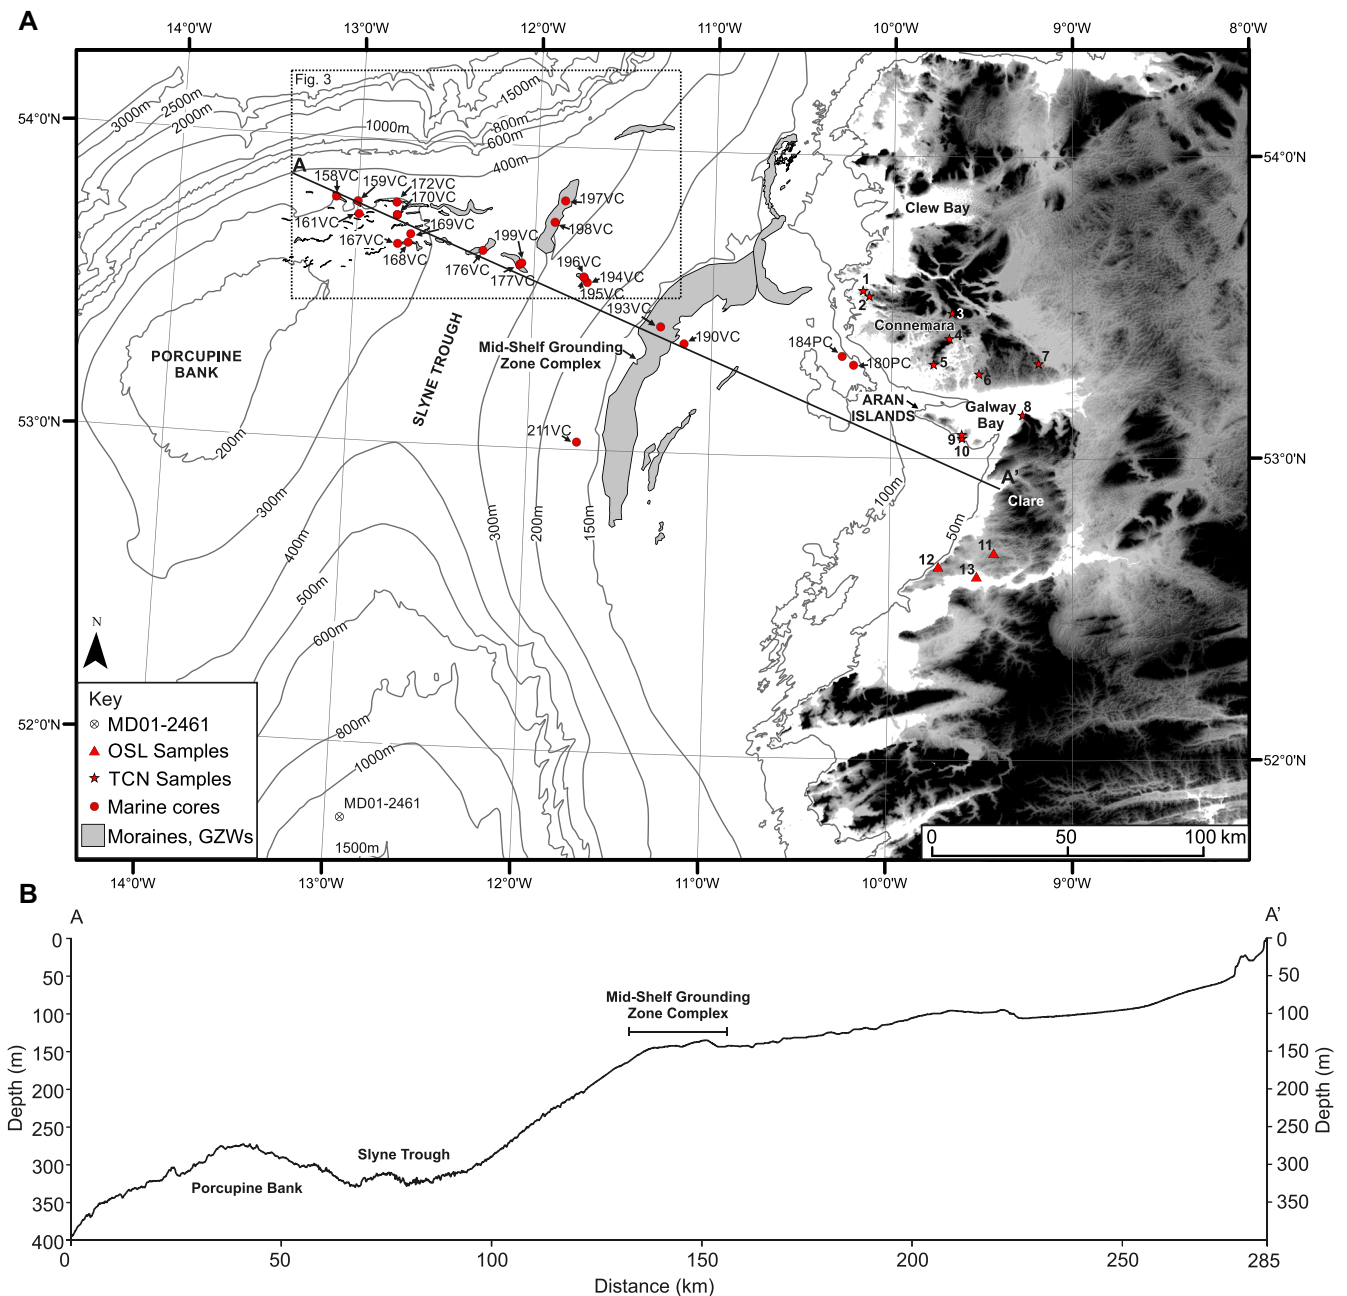 A
14°0'W
13°0'W
12°0'W
11°0'W
10°0'W
9°0'W
8°0'W
54°0'N
53°0'N
52°0'N
54°0'N
53°0'N
52°0'N
Fig. 3
3000m
2500m
2000m
1500m
1000m
800m
600m
400m
A
158VC
159VC
172VC
170VC
161VC
169VC
167VC
168VC
197VC
198VC
199VC
176VC
177VC
196VC
194VC
195VC
193VC
190VC
184PC
180PC
211VC
Clew Bay
1
2
3
Connemara
4
5
6
7
PORCUPINE
BANK
SLYNE TROUGH
Mid-Shelf Grounding
Zone Complex
ARAN
ISLANDS
Galway
Bay
8
9
10
A'
Clare
200m
300m
400m
500m
600m
800m
1000m
1500m
300m
200m
150m
100m
50m
11
12
13
MD01-2461
N
Key
MD01-2461
OSL Samples
TCN Samples
Marine cores
Moraines, GZWs
0
50
100 km
14°0'W
13°0'W
12°0'W
11°0'W
10°0'W
9°0'W
B
A
A'
0
50
100
150
200
250
300
350
400
Depth (m)
0
50
100
150
200
250
300
350
Depth (m)
Mid-Shelf Grounding
Zone Complex
Slyne Trough
Porcupine Bank
0
50
100
150
200
250
285
Distance (km)